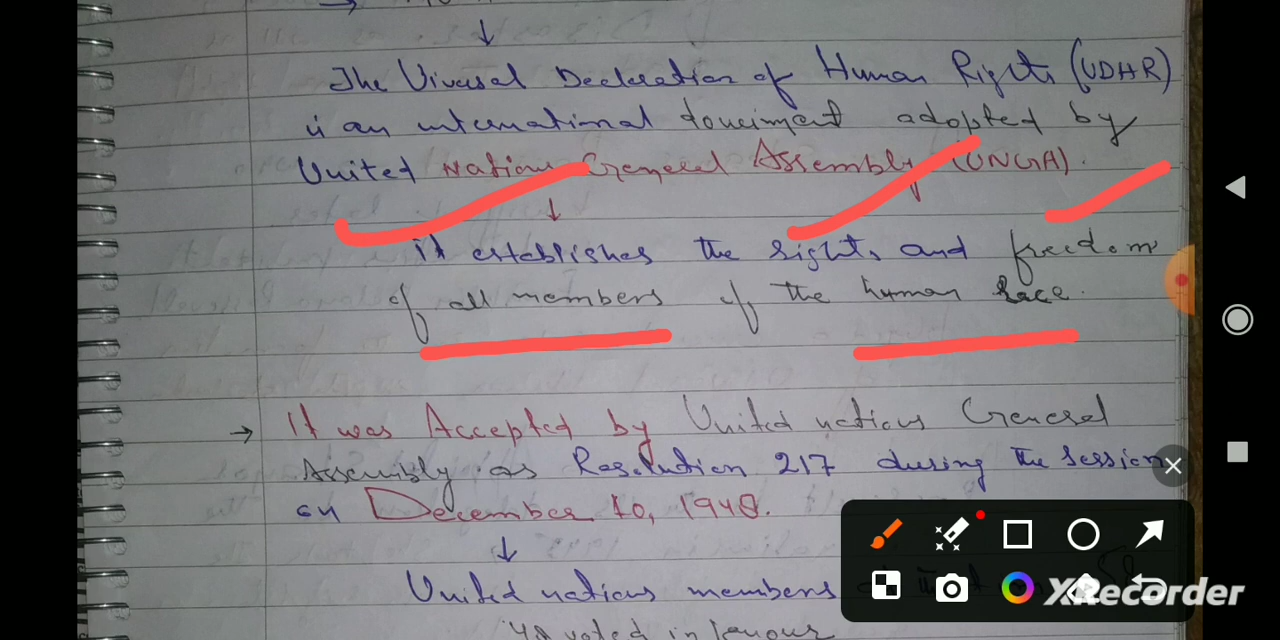 The Uiversal Declaration of Human Rights (UDHR)
is an international doucimment adopted by
United Nations General Assembly (UNGA).
it establishes the rights and freedom
of all members of the human race.
→ It was Accepted by United nations General
Assembly as Resolution 217 during the session
on December 10, 1948.
United nations members
48 voted in favour
XRecorder